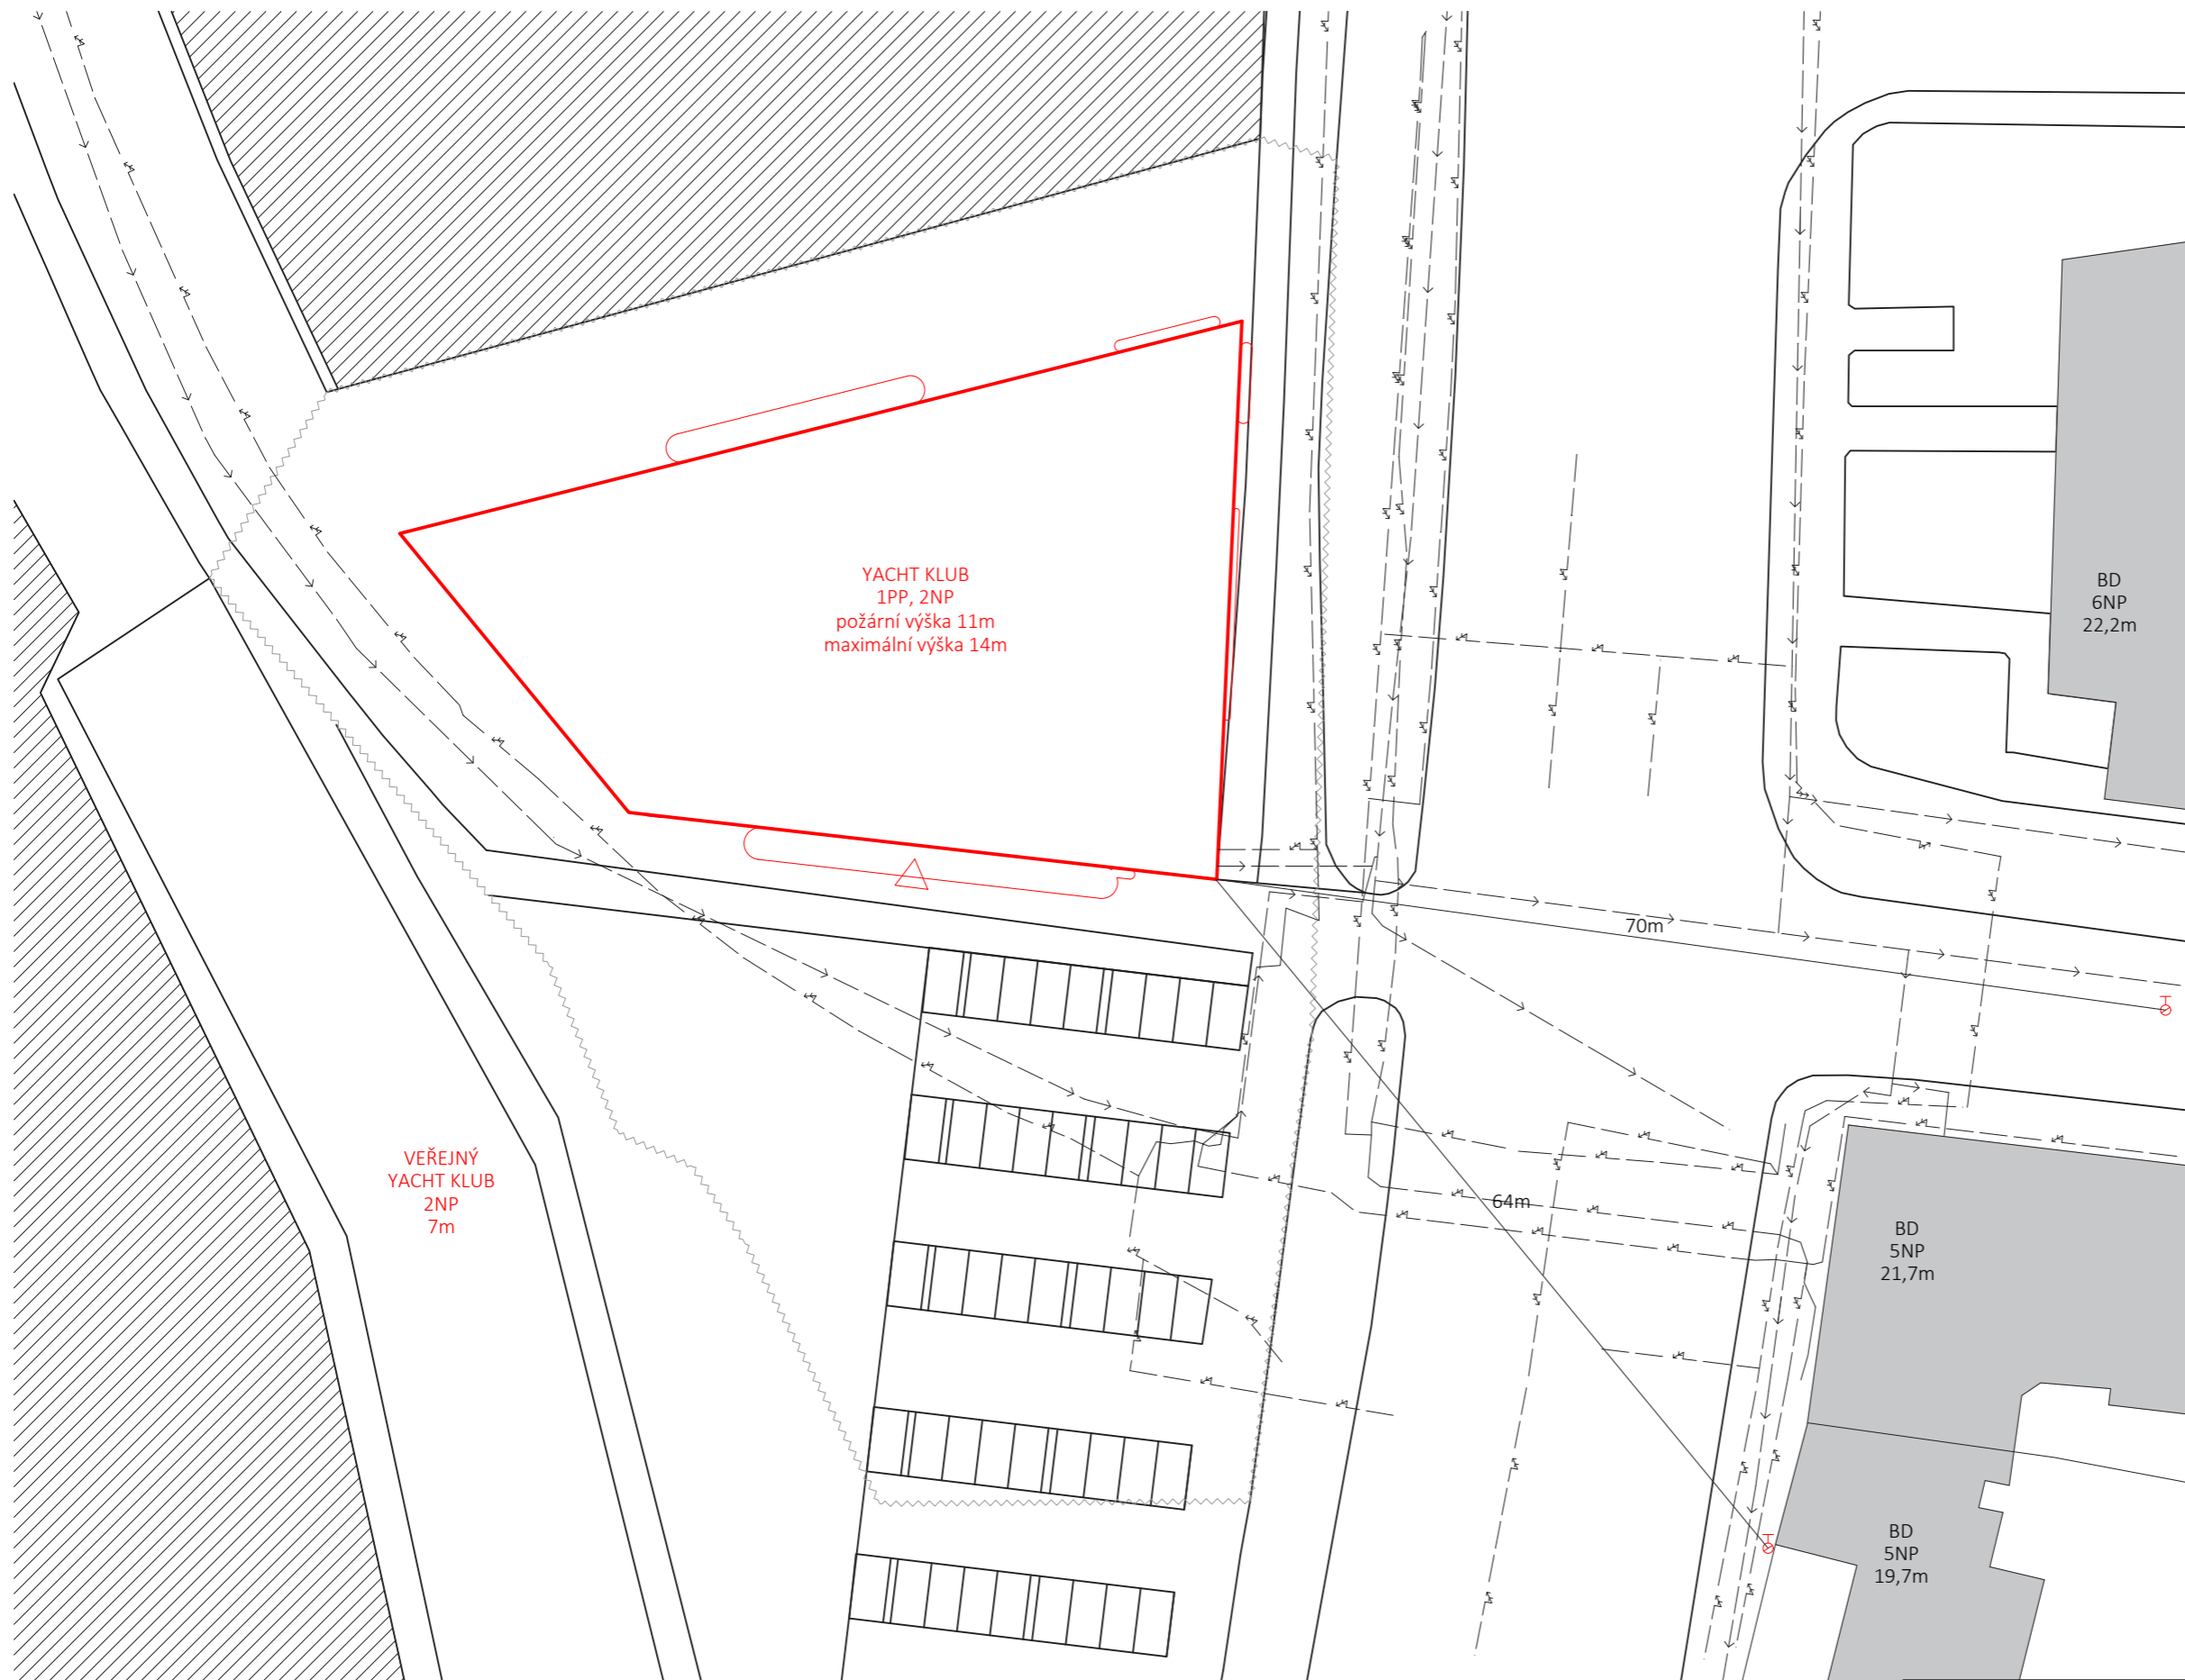 YACHT KLUB
1PP, 2NP
požární výška 11m
maximální výška 14m
BD
6NP
22,2m
70m
64m
VEŘEJNÝ
YACHT KLUB
2NP
7m
BD
5NP
21,7m
BD
5NP
19,7m